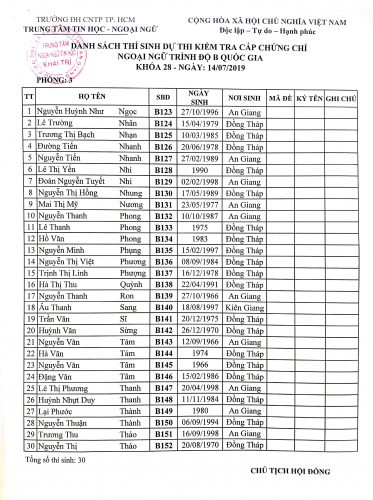 TRƯỜNG ĐH CNTP TP. HCM
TRUNG TÂM TIN HỌC - NGOẠI NGỮ
CỘNG HÒA XÃ HỘI CHỦ NGHĨA VIỆT NAM
Độc lập – Tự do – Hạnh phúc
TRUNG TÂM
NGOẠI NGỮ-TIN HỌC
KHAI TRÍ
DANH SÁCH THÍ SINH DỰ THI KIỂM TRA CẤP CHỨNG CHỈ
NGOẠI NGỮ TRÌNH ĐỘ B QUỐC GIA
KHÓA 28 - NGÀY: 14/07/2019
PHÒNG: 3
TT HỌ TÊN SBD NGÀY SINH NƠI SINH MÃ ĐỀ KÝ TÊN GHI CHÚ
1 Nguyễn Huỳnh Như Ngọc B123 27/10/1996 An Giang
2 Lê Trường Nhân B124 15/04/1979 Đồng Tháp
3 Trương Thị Bạch Nhạn B125 10/03/1985 Đồng Tháp
4 Đường Tiến Nhanh B126 20/06/1978 Đồng Tháp
5 Nguyễn Tiến Nhanh B127 27/02/1989 An Giang
6 Lê Thị Yến Nhi B128 1990 Đồng Tháp
7 Đoàn Nguyễn Tuyết Nhi B129 02/02/1998 An Giang
8 Nguyễn Thị Hồng Nhung B130 17/05/1989 Đồng Tháp
9 Mai Thị Mỹ Nương B131 23/05/1977 An Giang
10 Nguyễn Thanh Phong B132 10/10/1987 An Giang
11 Lê Thanh Phong B133 1975 Đồng Tháp
12 Hồ Văn Phong B134 1983 Đồng Tháp
13 Nguyễn Minh Phụng B135 15/02/1997 Đồng Tháp
14 Nguyễn Thị Việt Phương B136 08/09/1984 Đồng Tháp
15 Trịnh Thị Linh Phượng B137 16/12/1972 Đồng Tháp
16 Hà Thị Thu Quỳnh B138 22/04/1991 Đồng Tháp
17 Nguyễn Thanh Ron B139 27/10/1966 An Giang
18 Âu Thanh Sang B140 18/08/1997 Kiên Giang
19 Trần Văn Sĩ B141 20/12/1975 Đồng Tháp
20 Huỳnh Văn Sừng B142 26/12/1970 Đồng Tháp
21 Nguyễn Văn Tám B143 12/09/1966 An Giang
22 Hà Văn Tám B144 1974 Đồng Tháp
23 Nguyễn Văn Tám B145 1966 Đồng Tháp
24 Đặng Văn Tâm B146 15/02/1986 Đồng Tháp
25 Lê Thị Phương Thanh B147 20/04/1998 An Giang
26 Huỳnh Nhựt Duy Thanh B148 11/11/1984 Đồng Tháp
27 Lại Phước Thành B149 1980 An Giang
28 Nguyễn Thuận Thành B150 06/09/1994 Đồng Tháp
29 Trương Thu Thảo B151 16/09/1998 An Giang
30 Nguyễn Thị Thảo B152 20/08/1970 Đồng Tháp
Tổng số thí sinh: 30
CHỦ TỊCH HỘI ĐỒNG